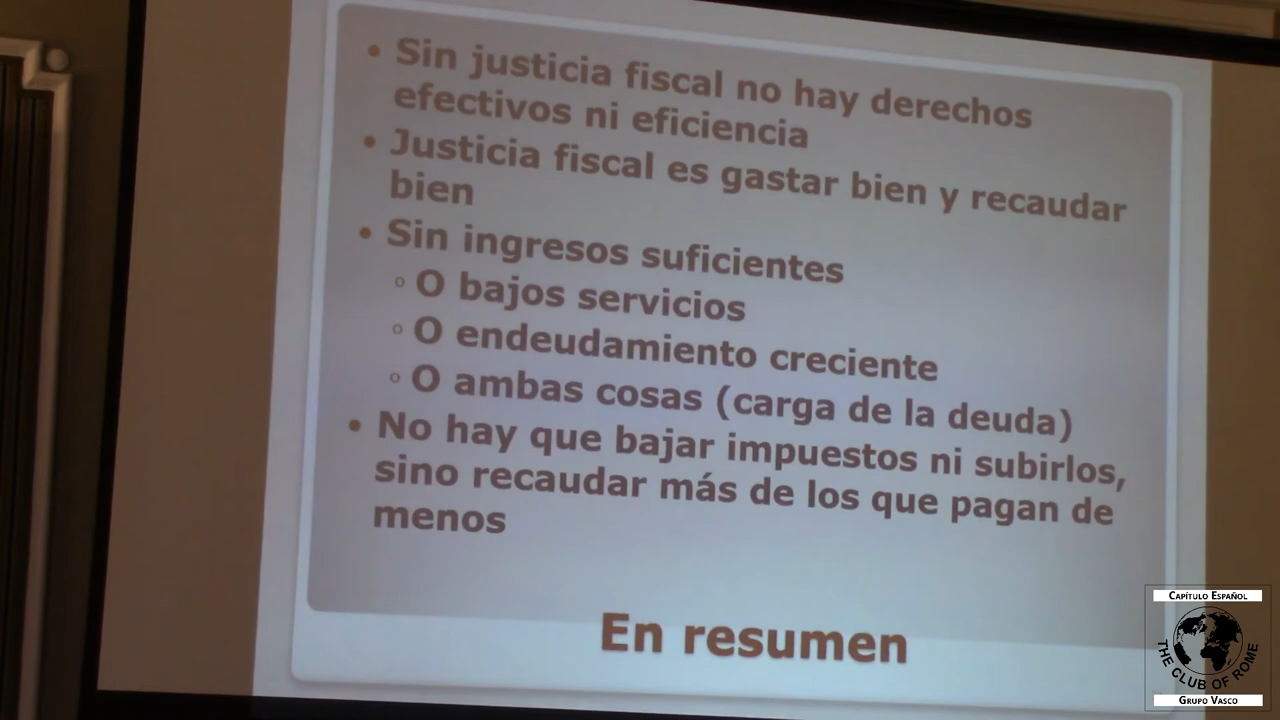 • Sin justicia fiscal no hay derechos
efectivos ni eficiencia
• Justicia fiscal es gastar bien y recaudar
bien
• Sin ingresos suficientes
◦ O bajos servicios
◦ O endeudamiento creciente
◦ O ambas cosas (carga de la deuda)
• No hay que bajar impuestos ni subirlos,
sino recaudar más de los que pagan de
menos
En resumen
CAPÍTULO ESPAÑOL
THE CLUB OF ROME
GRUPO VASCO